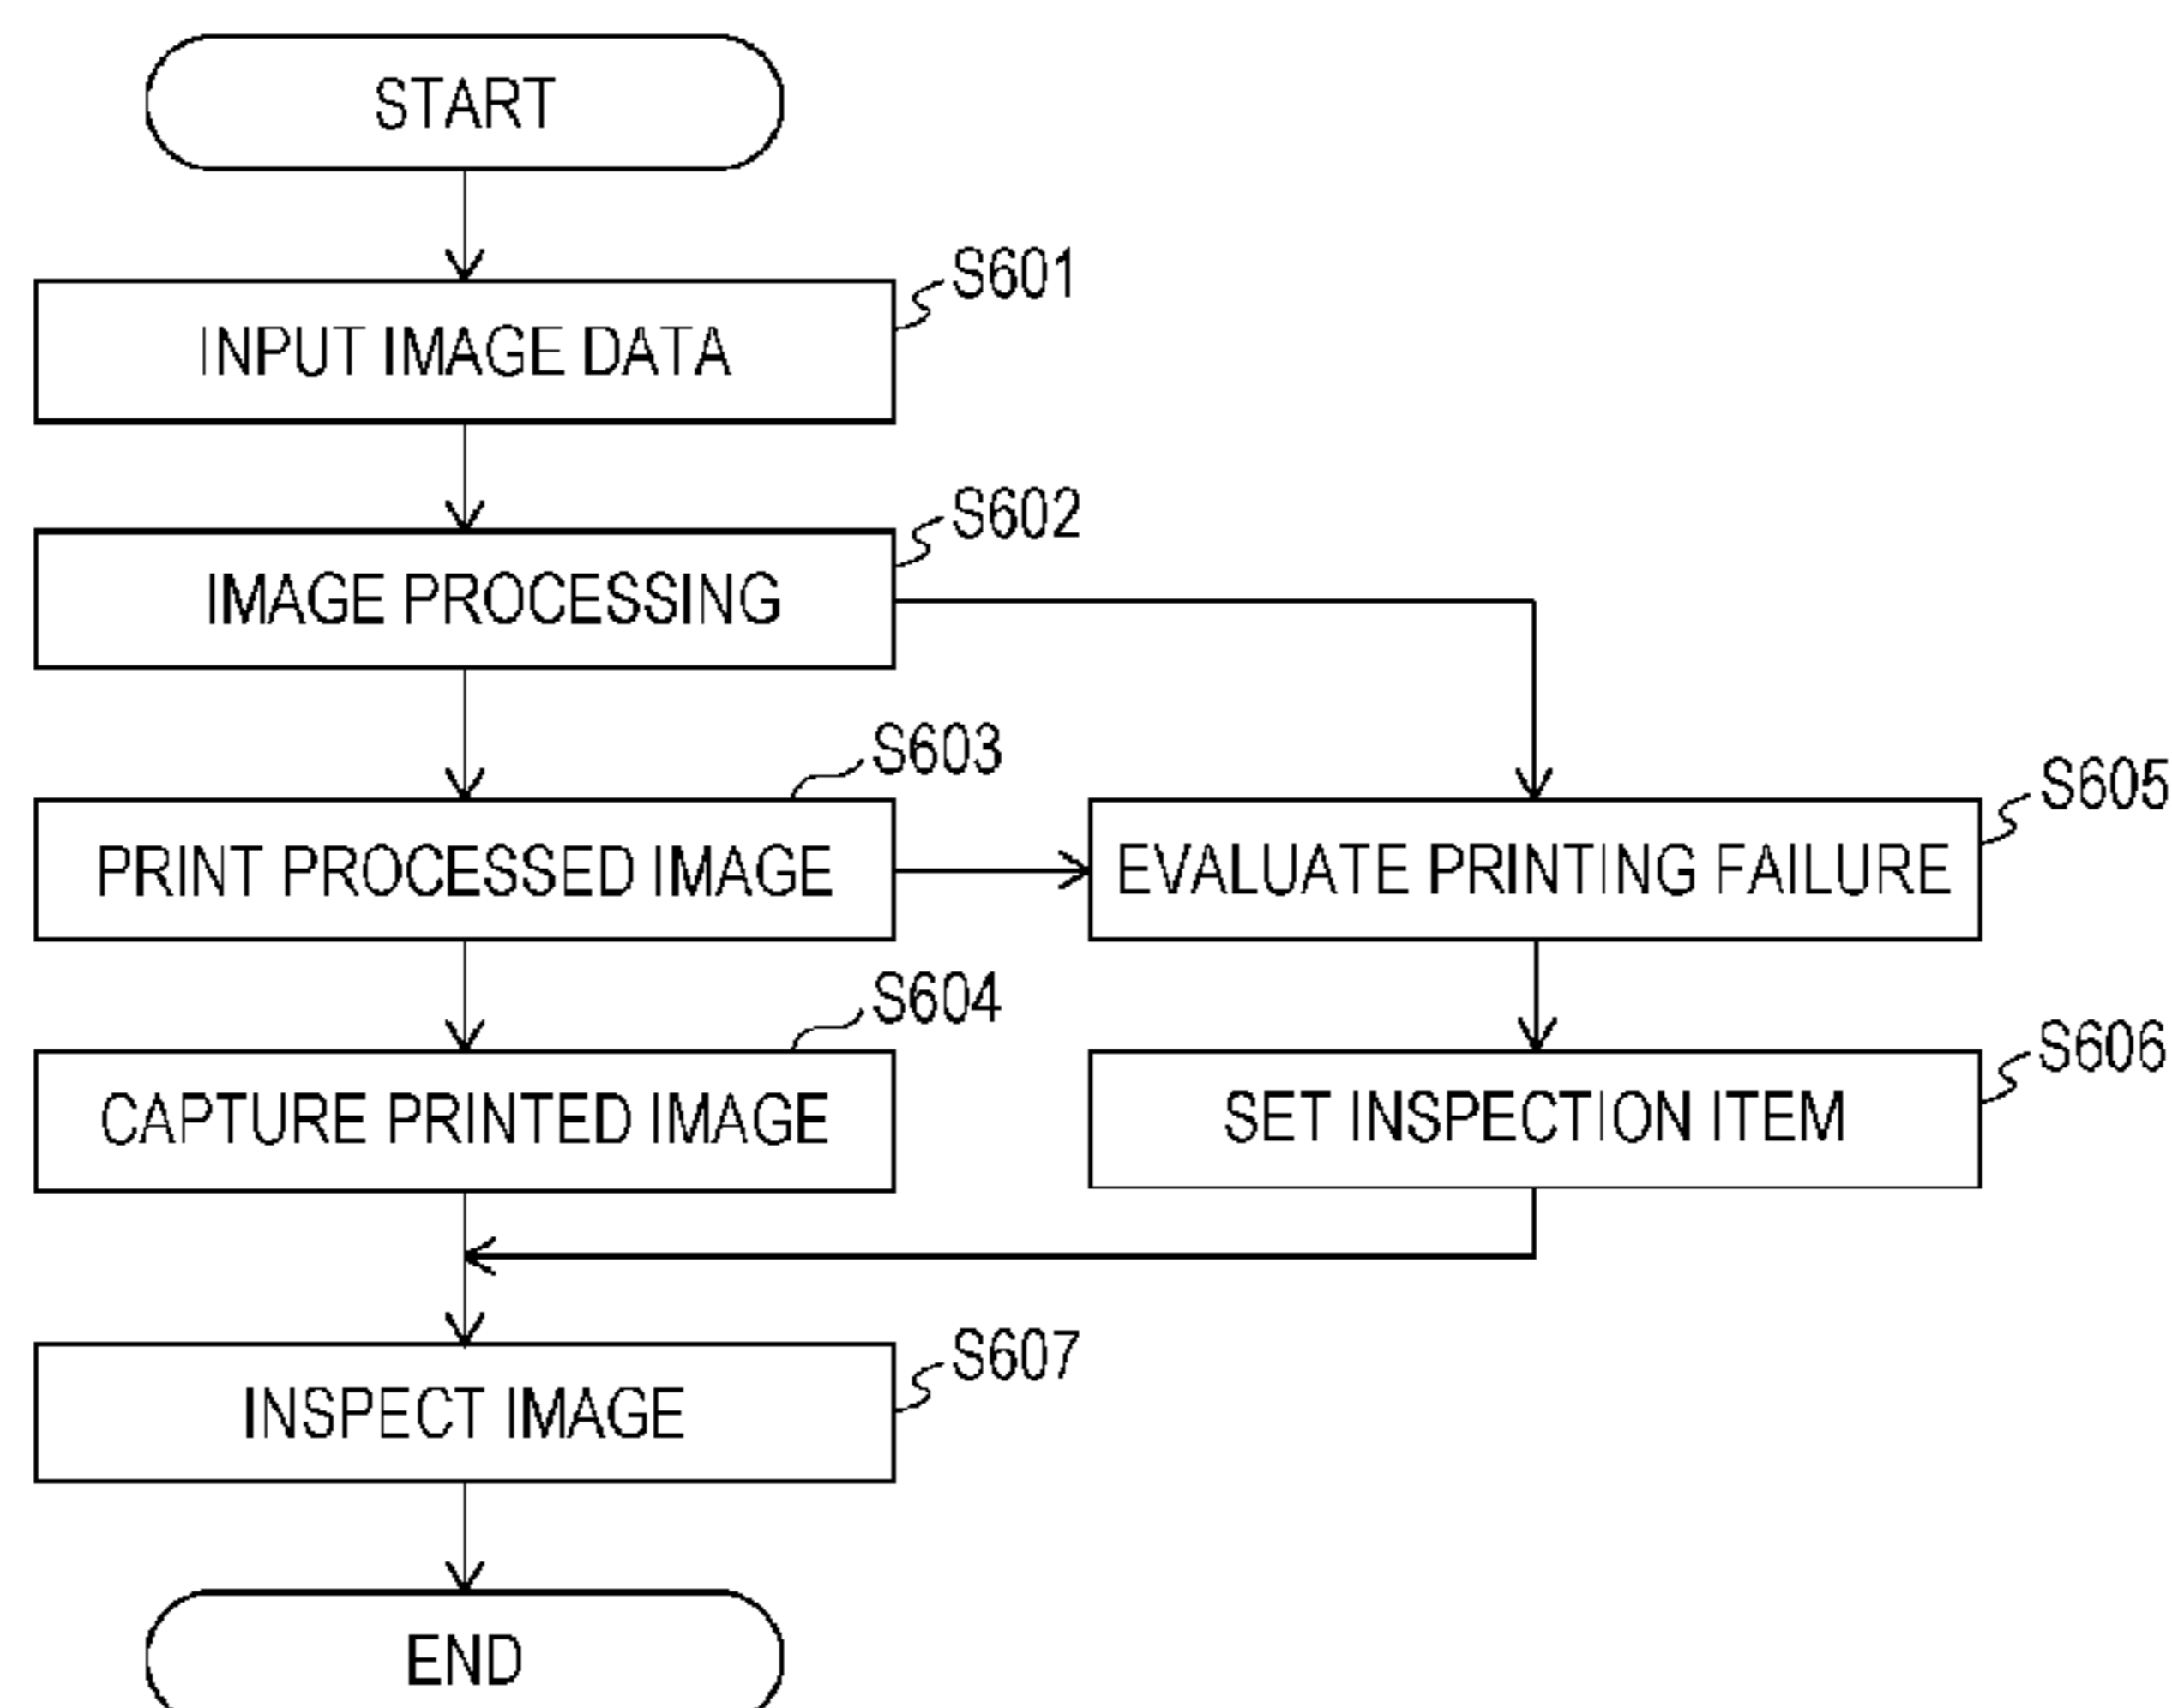 START
S601
INPUT IMAGE DATA
S602
IMAGE PROCESSING
S603
PRINT PROCESSED IMAGE
S605
EVALUATE PRINTING FAILURE
S604
CAPTURE PRINTED IMAGE
S606
SET INSPECTION ITEM
S607
INSPECT IMAGE
END